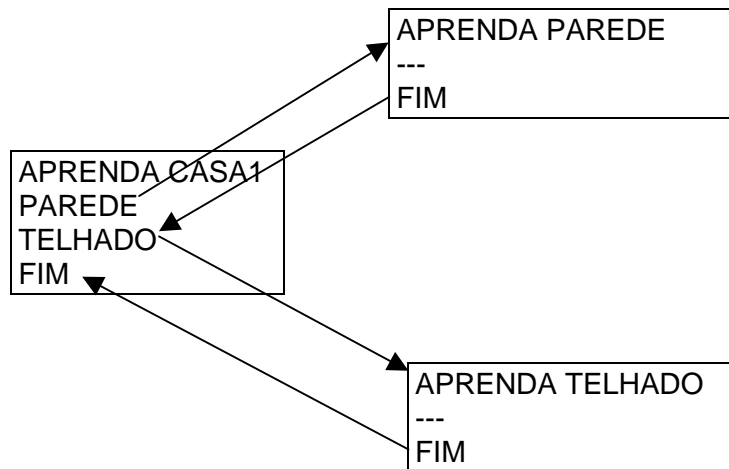 APRENDA PAREDE
---
FIM
APRENDA CASA1
PAREDE
TELHADO
FIM
APRENDA TELHADO
---
FIM